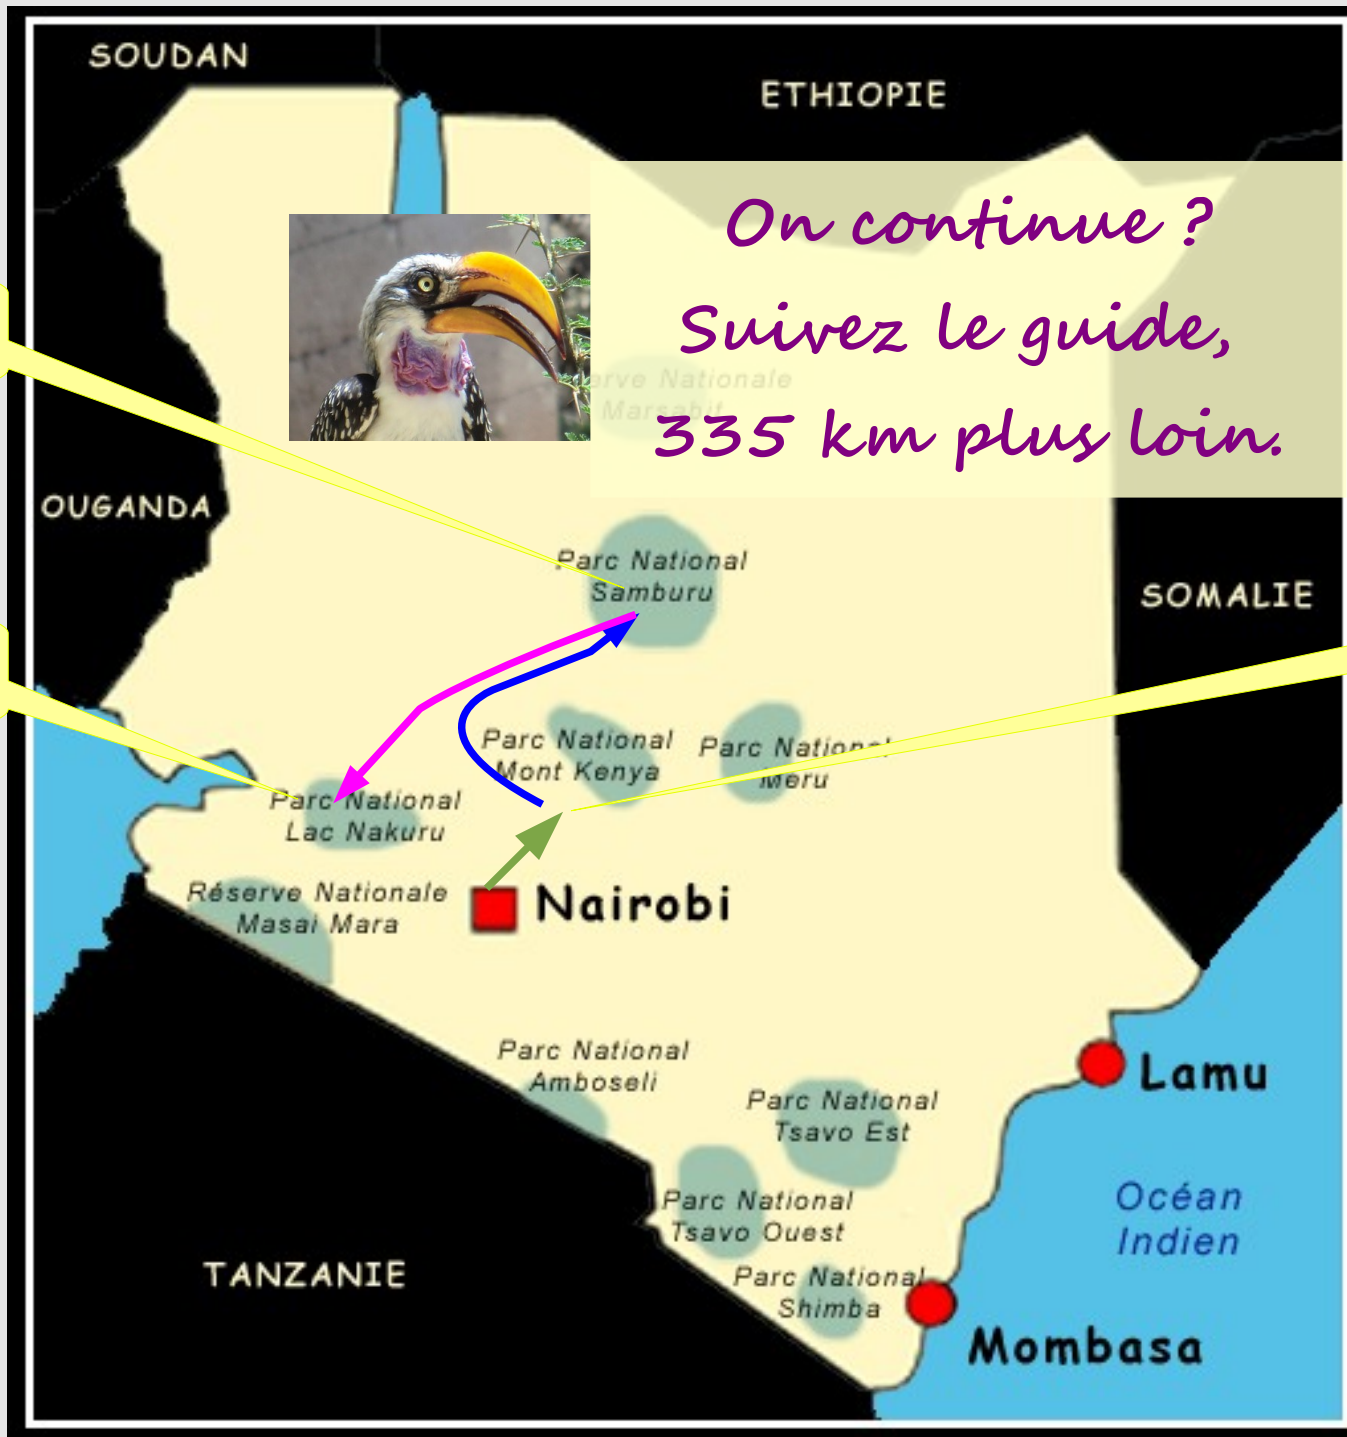 SOUDAN
ETHIOPIE
On continue ?
Suivez le guide,
335 km plus loin.
Nationale
Marsabit
OUGANDA
Parc National
Samburu
SOMALIE
Parc National
Mont Kenya
Parc National
Meru
Parc National
Lac Nakuru
Réserve Nationale
Masai Mara
Nairobi
Parc National
Amboseli
Lamu
Parc National
Tsavo Est
Océan
Indien
Parc National
Tsavo Ouest
TANZANIE
Parc National
Shimba
Mombasa